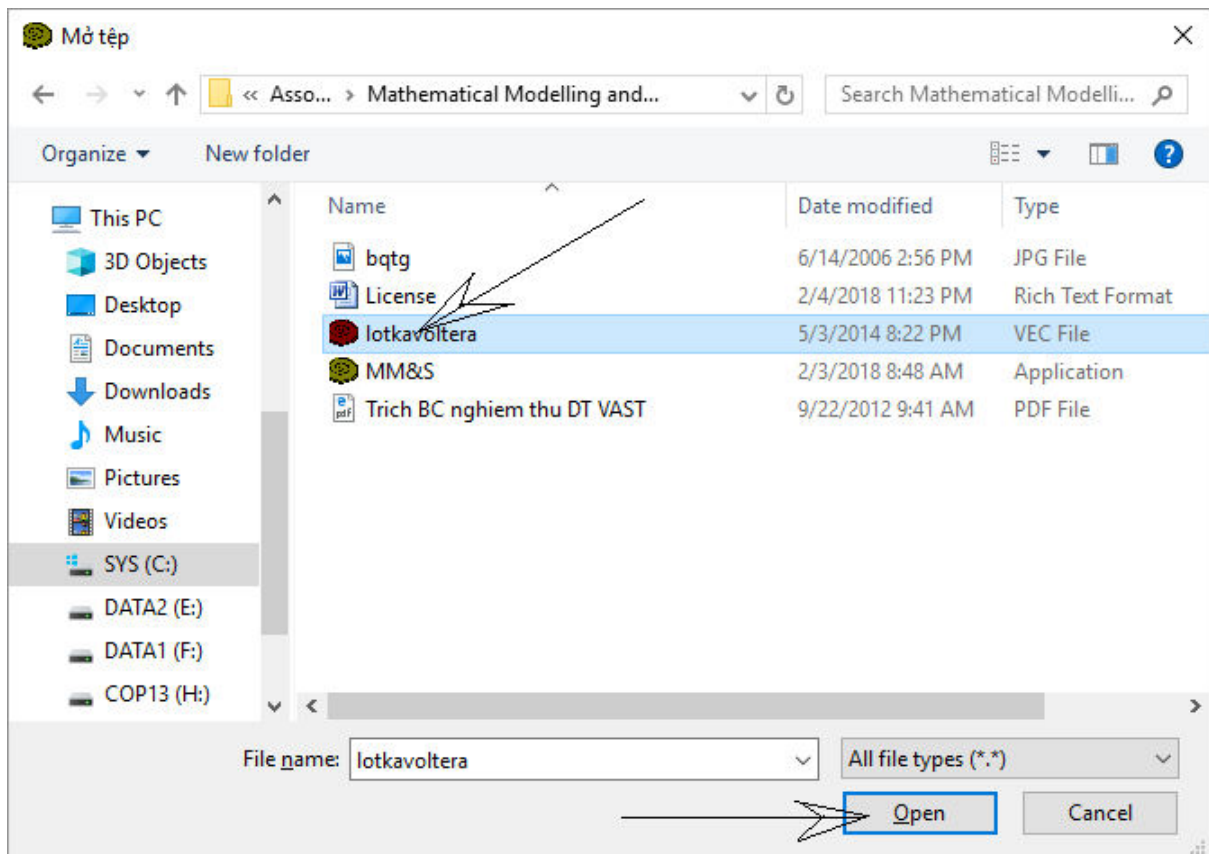 Mở tệp
« Asso... › Mathematical Modelling and...
Search Mathematical Modelli...
Organize
New folder
Name Date modified Type
This PC
3D Objects
Desktop
Documents
Downloads
Music
Pictures
Videos
SYS (C:)
DATA2 (E:)
DATA1 (F:)
COP13 (H:)
bqtg 6/14/2006 2:56 PM JPG File
License 2/4/2018 11:23 PM Rich Text Format
lotkavoltera 5/3/2014 8:22 PM VEC File
MM&S 2/3/2018 8:48 AM Application
Trich BC nghiem thu DT VAST 9/22/2012 9:41 AM PDF File
File name: lotkavoltera
All file types (*.*)
Open
Cancel